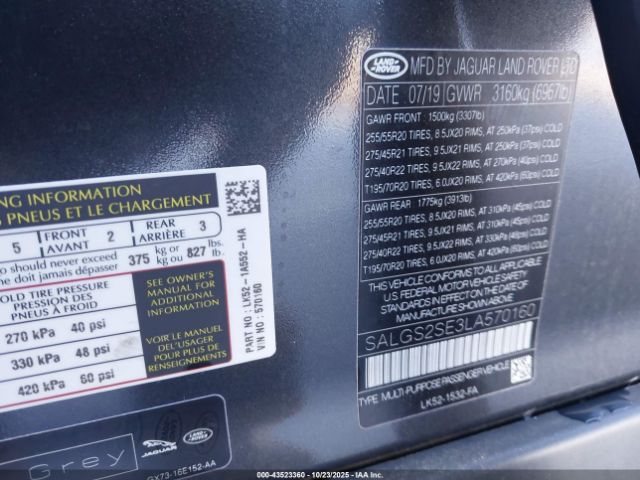 NG INFORMATION
PNEUS ET LE CHARGEMENT
5 FRONT AVANT 2 REAR ARRIÈRE 3
o should never exceed 375 kg or 827 lbs.
ne doit jamais dépasser kg ou lb.
OLD TIRE PRESSURE
PRESSION DES
PNEUS À FROID
270 kPa 40 psi
330 kPa 48 psi
420 kPa 60 psi
SEE OWNER'S
MANUAL FOR
ADDITIONAL
INFORMATION
VOIR LE MANUEL
DE L'USAGER
POUR PLUS DE
RENSEIGNEMENTS
PART NO : LK52-1A552-HA
VIN N : 570160
Grey
JAGUAR
LAND ROVER
GX73-16E152-AA
LAND ROVER
MFD BY JAGUAR LAND ROVER LTD
DATE 07/19 GVWR 3160kg (6967lb)
GAWR FRONT : 1500kg (3307lb)
255/55R20 TIRES, 8.5JX20 RIMS, AT 250kPa (37psi) COLD
275/45R21 TIRES, 9.5JX21 RIMS, AT 250kPa (37psi) COLD
275/40R22 TIRES, 9.5JX22 RIMS, AT 270kPa (40psi) COLD
T195/70R20 TIRES, 6.0JX20 RIMS, AT 420kPa (60psi) COLD
GAWR REAR : 1775kg (3913lb)
255/55R20 TIRES, 8.5JX20 RIMS, AT 310kPa (45psi) COLD
275/45R21 TIRES, 9.5JX21 RIMS, AT 310kPa (45psi) COLD
275/40R22 TIRES, 9.5JX22 RIMS, AT 330kPa (48psi) COLD
T195/70R20 TIRES, 6.0JX20 RIMS, AT 420kPa (60psi) COLD
THIS VEHICLE CONFORMS TO ALL APPLICABLE
U.S. FEDERAL MOTOR VEHICLE SAFETY
STANDARDS IN EFFECT ON THE DATE OF
MANUFACTURE SHOWN ABOVE
SALGS2SE3LA570160
TYPE: MULTI-PURPOSE PASSENGER VEHICLE
LK52-1532-FA
000-43523360 | 10/23/2025 | IAAI.COM